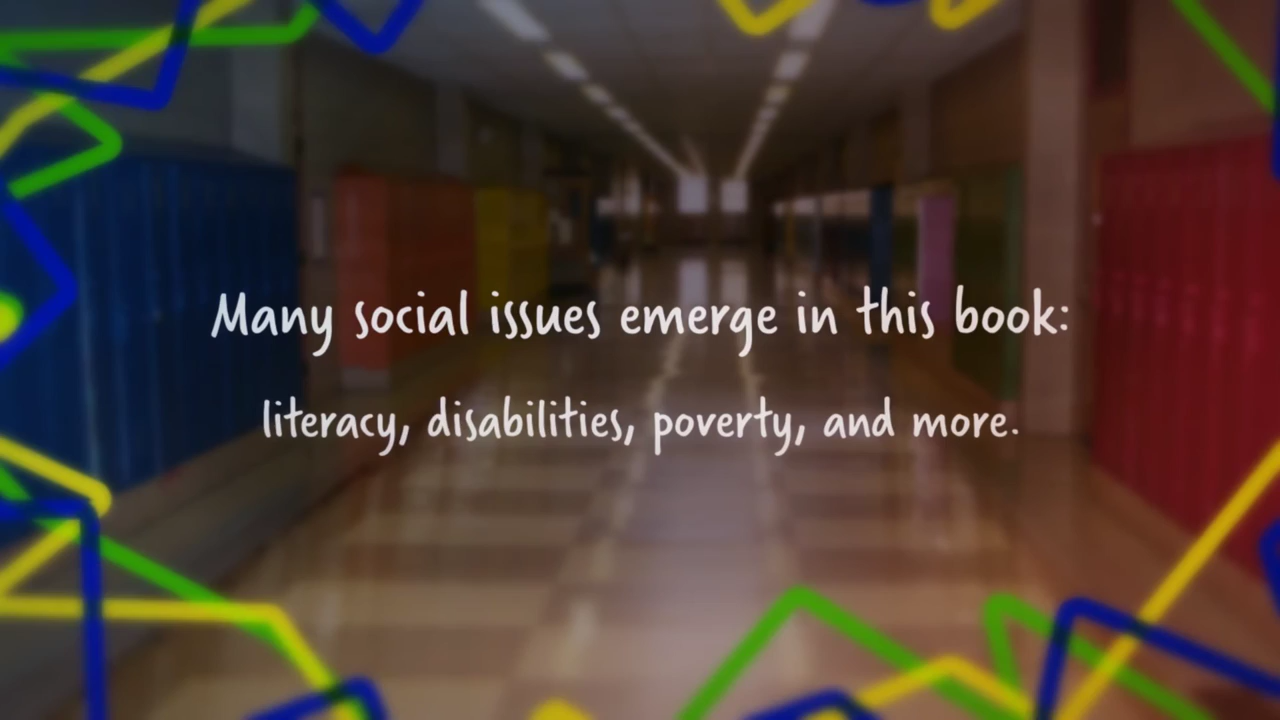 Many social issues emerge in this book:
literacy, disabilities, poverty, and more.